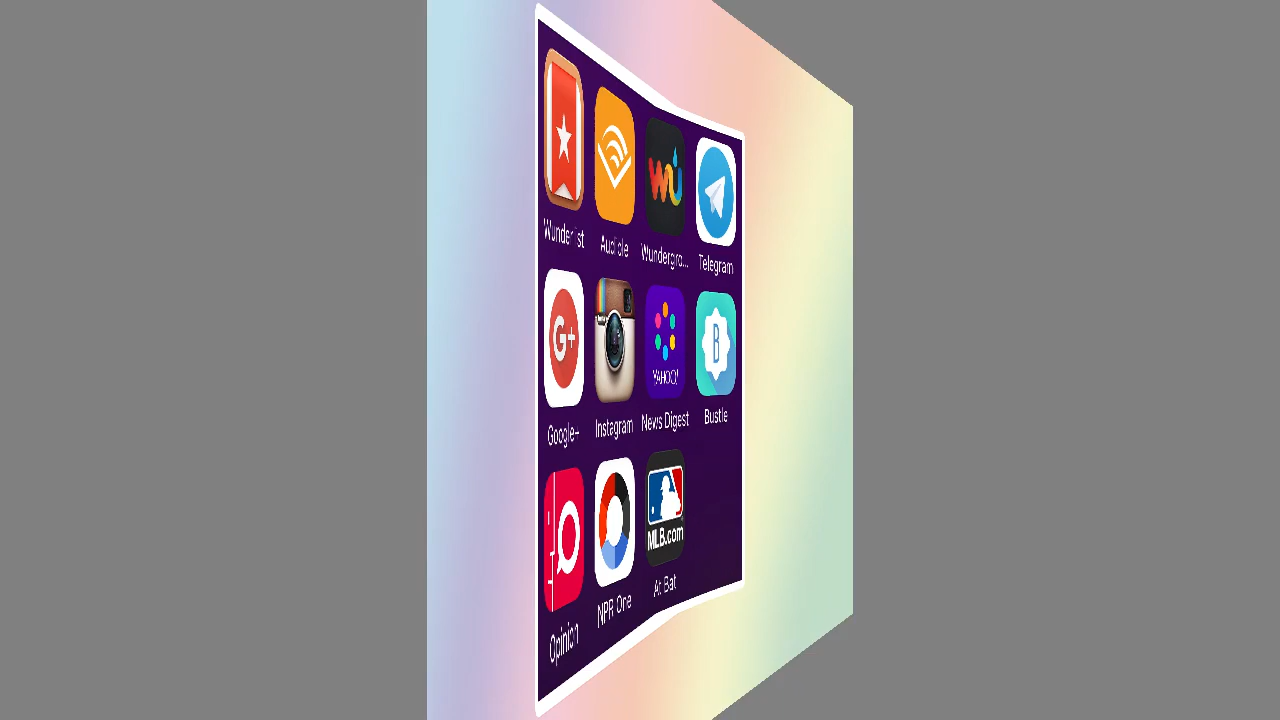 Wunderlist Audible Wundergro... Telegram
G+
YAHOO!
B
Google+ Instagram News Digest Bustle
MLB.com
Opinion NPR One At Bat